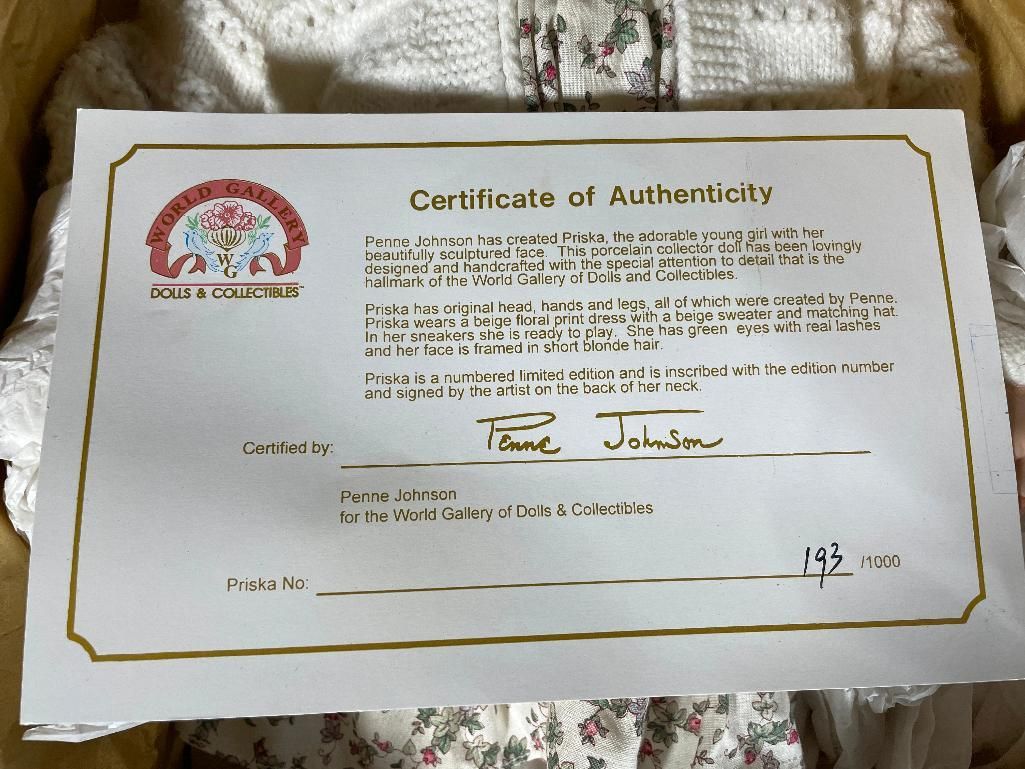 WORLD GALLERY
WG
DOLLS & COLLECTIBLES™
Certificate of Authenticity
Penne Johnson has created Priska, the adorable young girl with her
beautifully sculptured face. This porcelain collector doll has been lovingly
designed and handcrafted with the special attention to detail that is the
hallmark of the World Gallery of Dolls and Collectibles.
Priska has original head, hands and legs, all of which were created by Penne.
Priska wears a beige floral print dress with a beige sweater and matching hat.
In her sneakers she is ready to play. She has green eyes with real lashes
and her face is framed in short blonde hair.
Priska is a numbered limited edition and is inscribed with the edition number
and signed by the artist on the back of her neck.
Certified by: Penne Johnson
Penne Johnson
for the World Gallery of Dolls & Collectibles
Priska No: 193 /1000